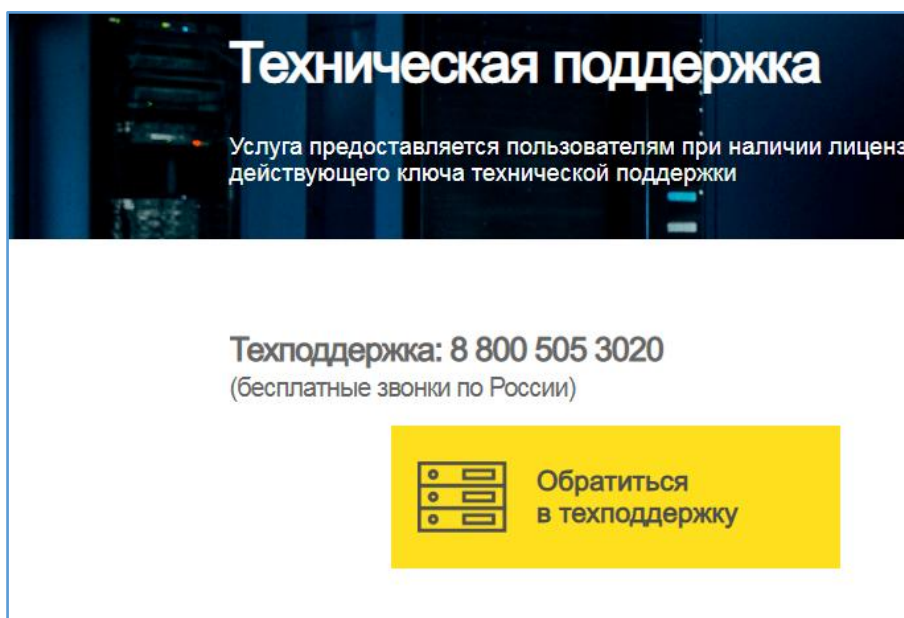 Техническая поддержка
Услуга предоставляется пользователям при наличии
действующего ключа технической поддержки
Техподдержка: 8 800 505 3020
(бесплатные звонки по России)
Обратиться
в техподдержку